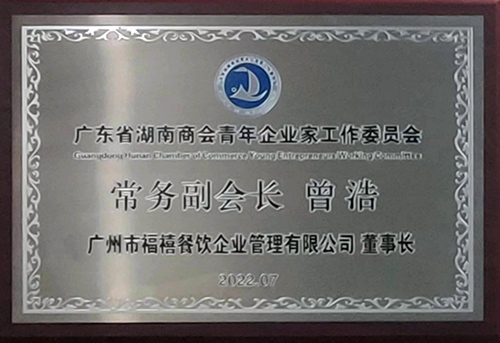 广东省湖南商会青年企业家工作委员会
Guangdong Hunan Chamber of Commerce Young Entrepreneurs Working Committee
常务副会长 曾浩
广州市福禧餐饮企业管理有限公司 董事长
2022.07